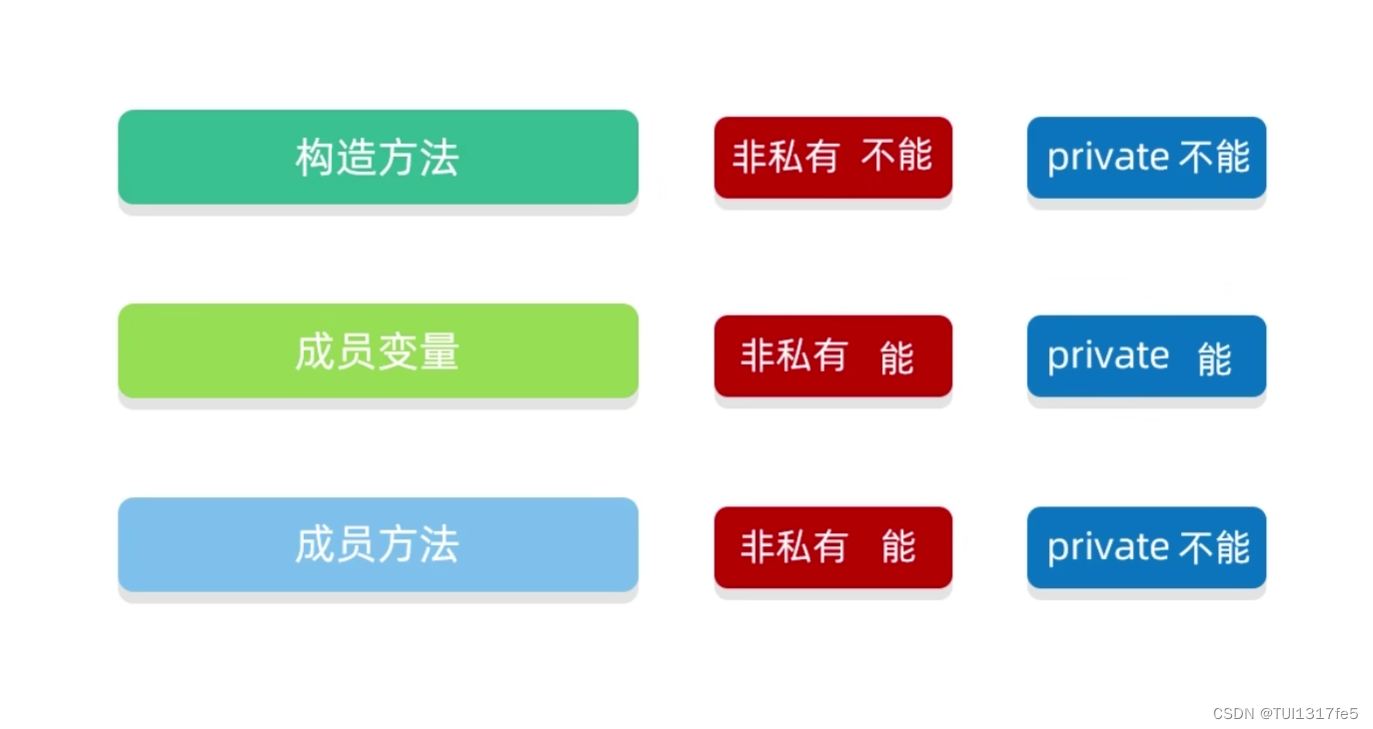 构造方法 非私有 不能 private 不能
成员变量 非私有 能 private 能
成员方法 非私有 能 private 不能
CSDN @TUI1317fe5